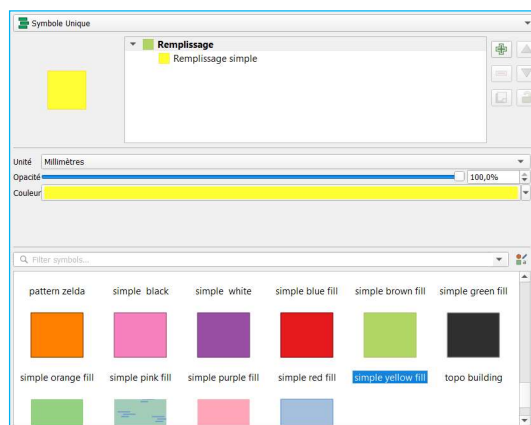 Symbole Unique
Remplissage
Remplissage simple
Unité Millimètres
Opacité 100,0%
Couleur
Filter symbols...
pattern zelda simple black simple white simple blue fill simple brown fill simple green fill
simple orange fill simple pink fill simple purple fill simple red fill simple yellow fill topo building